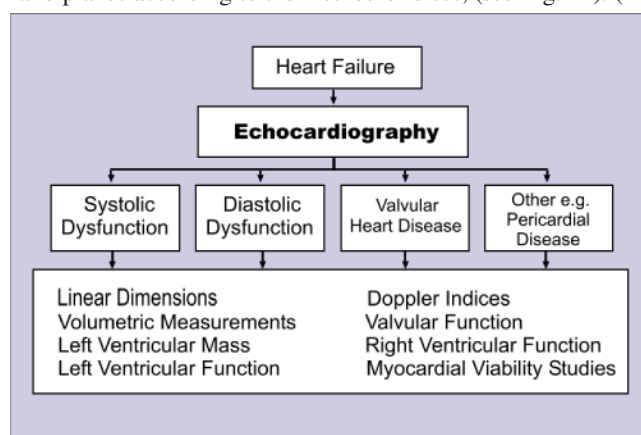 Heart Failure
Echocardiography
Systolic
Dysfunction
Diastolic
Dysfunction
Valvular
Heart Disease
Other e.g.
Pericardial
Disease
Linear Dimensions
Volumetric Measurements
Left Ventricular Mass
Left Ventricular Function
Doppler Indices
Valvular Function
Right Ventricular Function
Myocardial Viability Studies